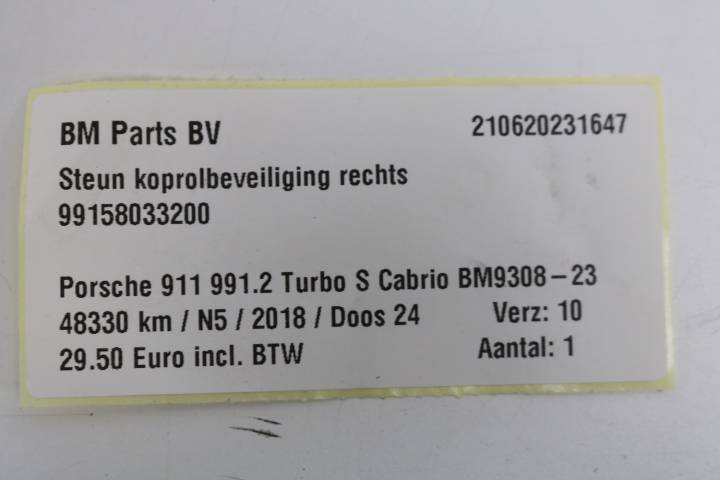 BM Parts BV 210620231647
Steun koprolbeveiliging rechts
99158033200
Porsche 911 991.2 Turbo S Cabrio BM9308-23
48330 km / N5 / 2018 / Doos 24 Verz: 10
29.50 Euro incl. BTW Aantal: 1